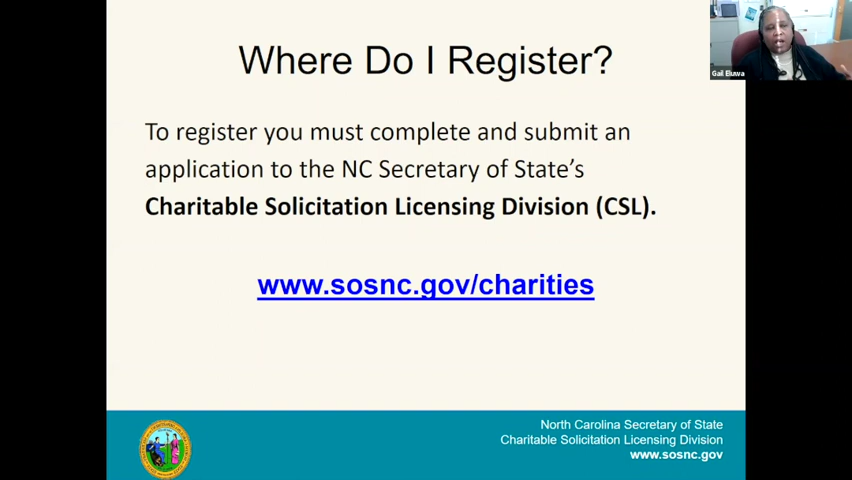 Where Do I Register?
Gail Eluwa
To register you must complete and submit an
application to the NC Secretary of State’s
Charitable Solicitation Licensing Division (CSL).
www.sosnc.gov/charities
North Carolina Secretary of State
Charitable Solicitation Licensing Division
www.sosnc.gov